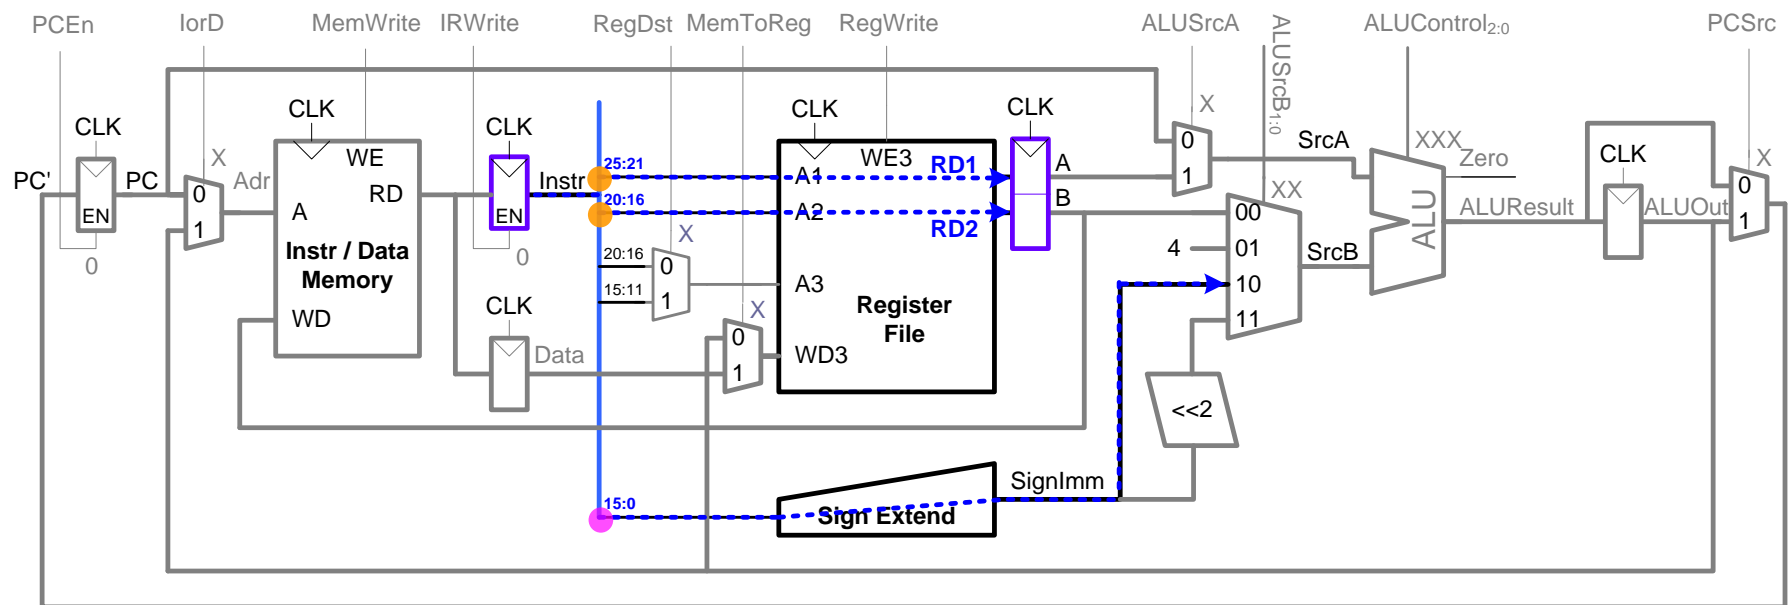 PCEn
IorD
MemWrite
IRWrite
RegDst
MemToReg
RegWrite
ALUSrcA
ALUSrcB1:0
ALUControl2:0
PCSrc
CLK
CLK
CLK
CLK
CLK
CLK
X
WE
25:21
WE3
A
X
0
1
SrcA
XXX
Zero
X
PC'
PC
EN
0
X
0
1
Adr
A
RD
Instr / Data
Memory
WD
Instr
EN
0
20:16
A1
RD1
A2
RD2
B
XX
00
4
01
10
11
SrcB
ALU
ALUResult
CLK
ALUOut
0
1
X
20:16
0
15:11
1
A3
Register
File
CLK
Data
X
0
1
WD3
<<2
15:0
Sign Extend
SignImm